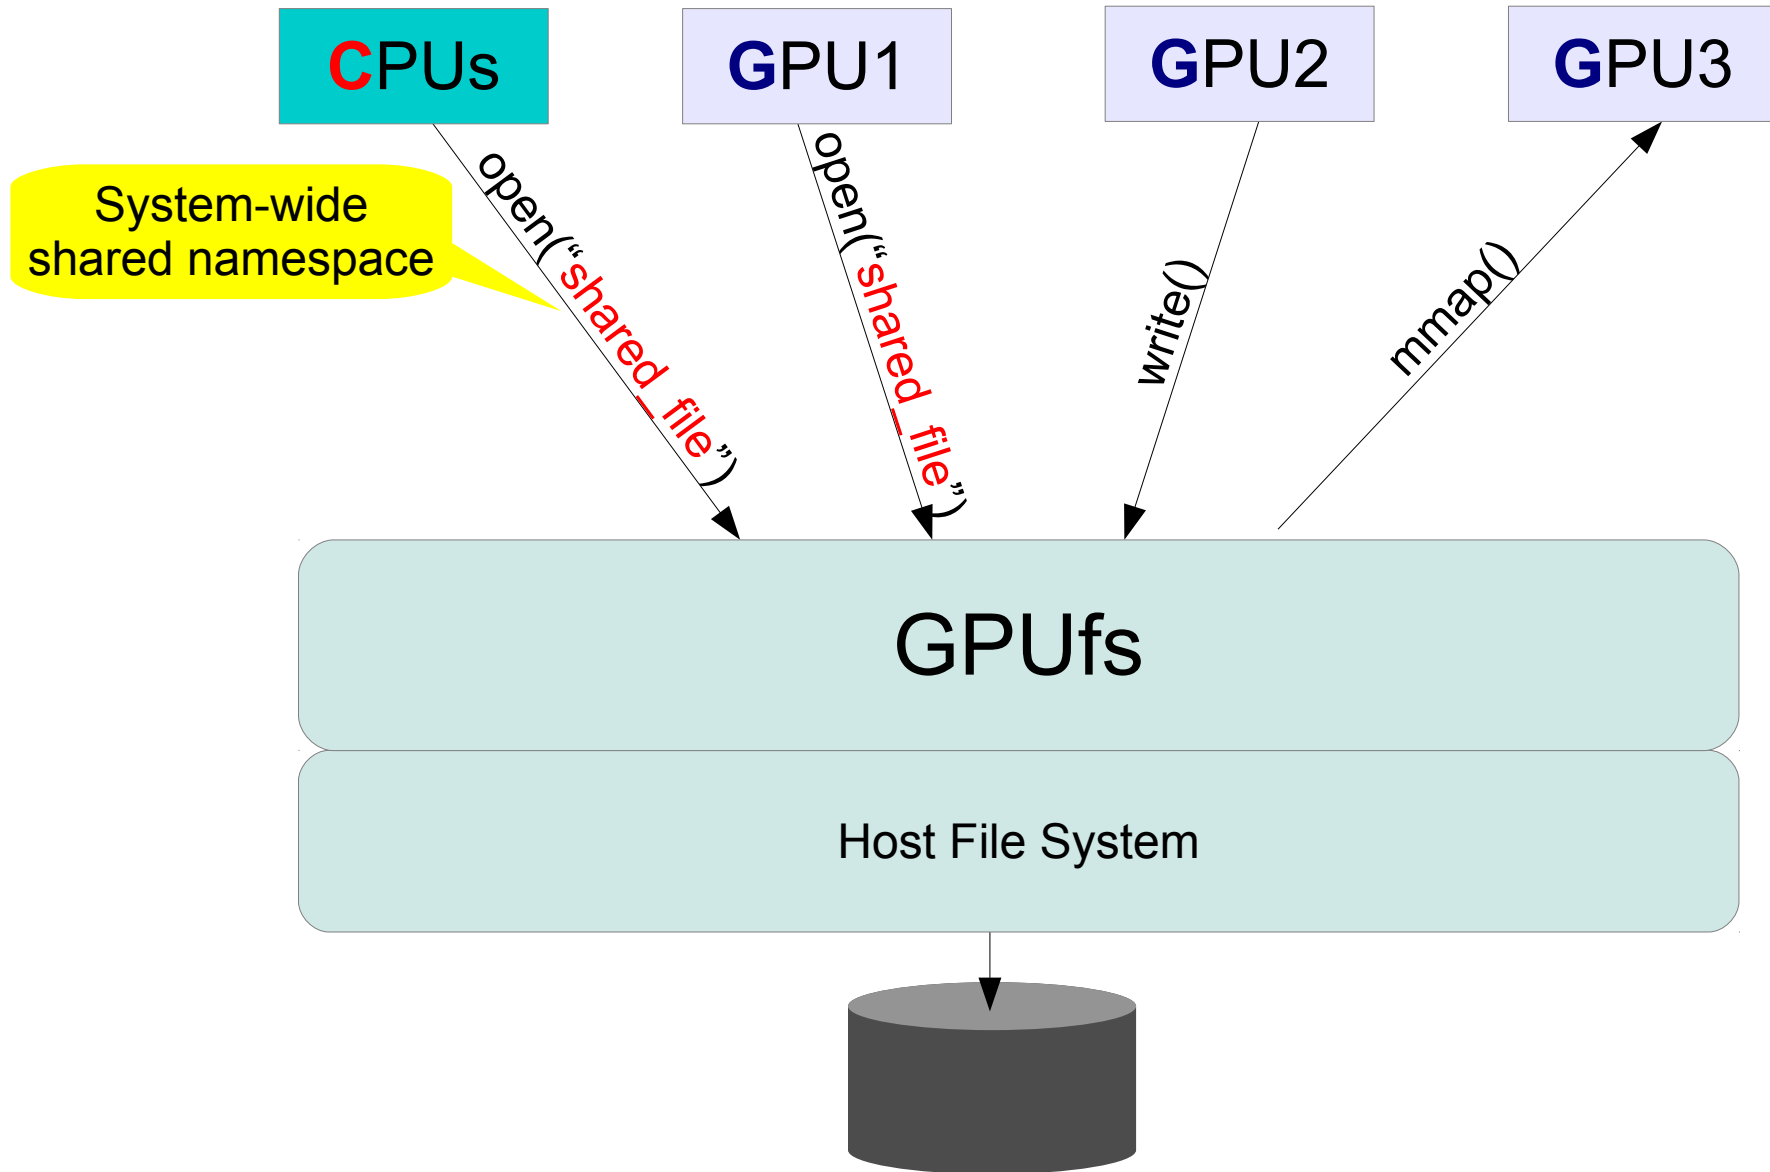 CPUs
GPU1
GPU2
GPU3
System-wide
shared namespace
open(“shared_file”)
open(“shared_file”)
write()
mmap()
GPUfs
Host File System